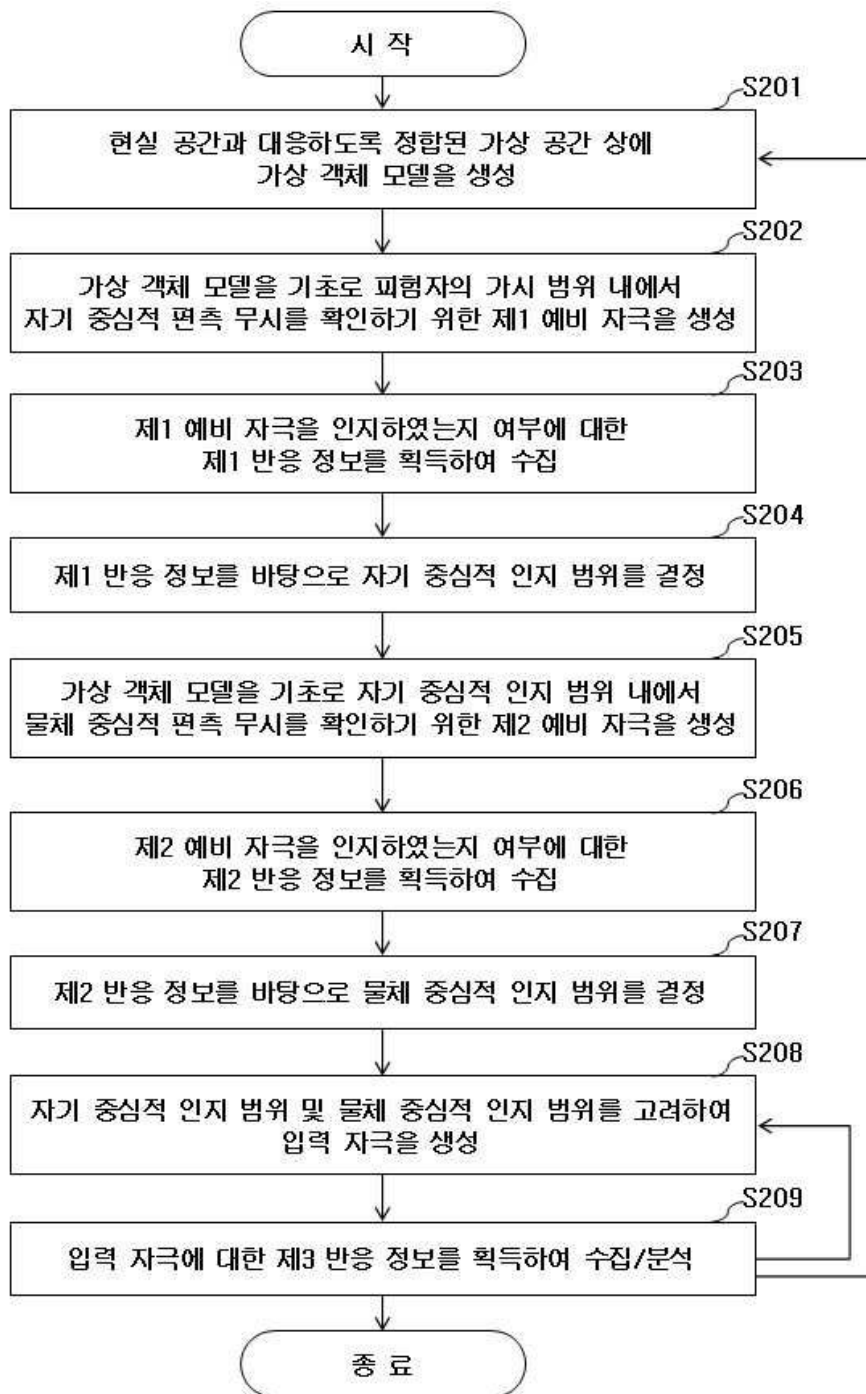 시 작
S201
현실 공간과 대응하도록 정합된 가상 공간 상에
가상 객체 모델을 생성
S202
가상 객체 모델을 기초로 피험자의 가시 범위 내에서
자기 중심적 편측 무시를 확인하기 위한 제1 예비 자극을 생성
S203
제1 예비 자극을 인지하였는지 여부에 대한
제1 반응 정보를 획득하여 수집
S204
제1 반응 정보를 바탕으로 자기 중심적 인지 범위를 결정
S205
가상 객체 모델을 기초로 자기 중심적 인지 범위 내에서
물체 중심적 편측 무시를 확인하기 위한 제2 예비 자극을 생성
S206
제2 예비 자극을 인지하였는지 여부에 대한
제2 반응 정보를 획득하여 수집
S207
제2 반응 정보를 바탕으로 물체 중심적 인지 범위를 결정
S208
자기 중심적 인지 범위 및 물체 중심적 인지 범위를 고려하여
입력 자극을 생성
S209
입력 자극에 대한 제3 반응 정보를 획득하여 수집/분석
종 료